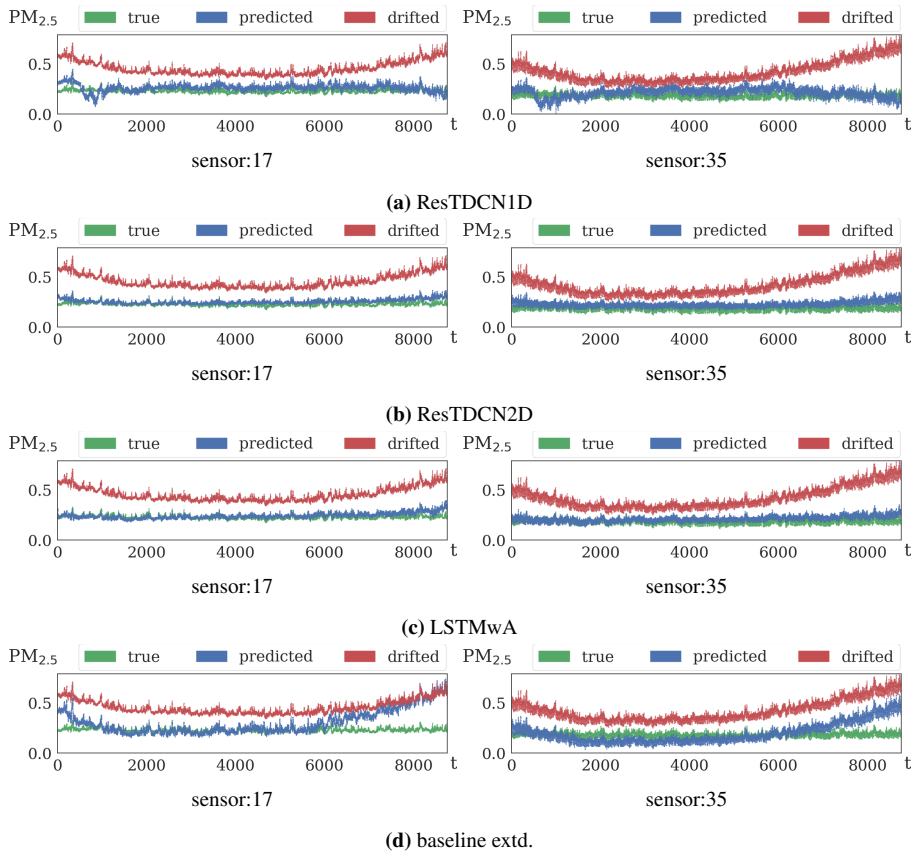 PM2.5 true predicted drifted PM2.5 true predicted drifted
0.5 0.5
0.0 0.0
0 2000 4000 6000 8000 t 0 2000 4000 6000 8000 t
sensor:17 sensor:35
(a) ResTDCN1D
PM2.5 true predicted drifted PM2.5 true predicted drifted
0.5 0.5
0.0 0.0
0 2000 4000 6000 8000 t 0 2000 4000 6000 8000 t
sensor:17 sensor:35
(b) ResTDCN2D
PM2.5 true predicted drifted PM2.5 true predicted drifted
0.5 0.5
0.0 0.0
0 2000 4000 6000 8000 t 0 2000 4000 6000 8000 t
sensor:17 sensor:35
(c) LSTMwA
PM2.5 true predicted drifted PM2.5 true predicted drifted
0.5 0.5
0.0 0.0
0 2000 4000 6000 8000 t 0 2000 4000 6000 8000 t
sensor:17 sensor:35
(d) baseline extd.